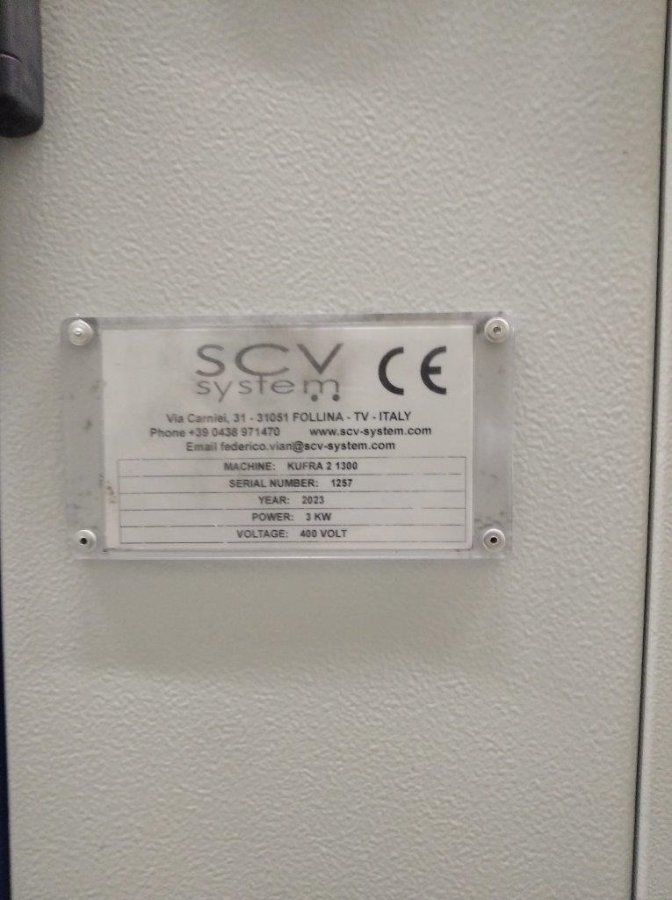 SCV
system
CE
Via Carniel, 31 - 31051 FOLLINA - TV - ITALY
Phone +39 0438 971470 www.scv-system.com
Email federico.vian@scv-system.com
MACHINE: KUFRA 2 1300
SERIAL NUMBER: 1257
YEAR: 2023
POWER: 3 KW
VOLTAGE: 400 VOLT